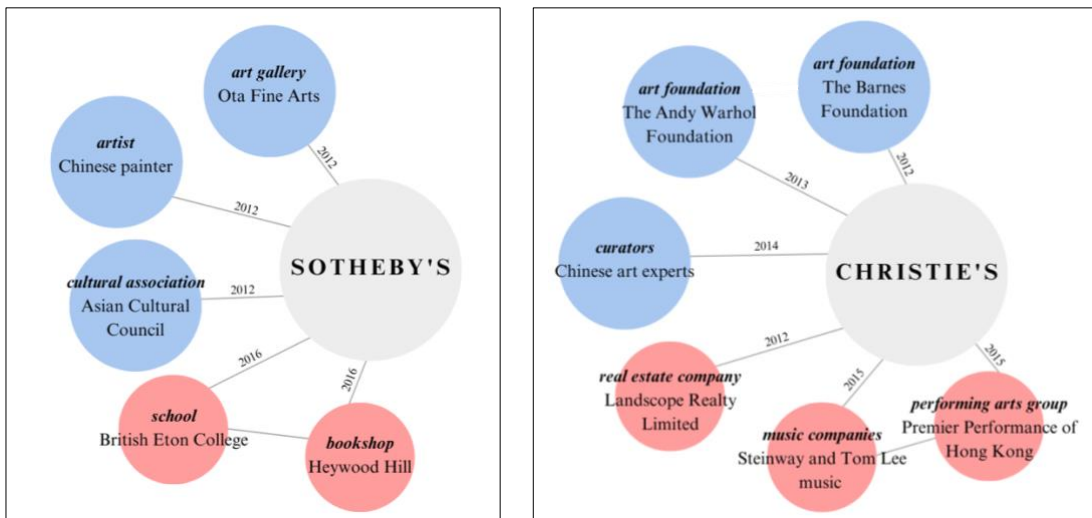 art gallery
Ota Fine Arts
2012
artist
Chinese painter
2012
SOTHEBY'S
cultural association
Asian Cultural
Council
2012
2016
2016
school
British Eton College
bookshop
Heywood Hill
art foundation
The Barnes
Foundation
2012
art foundation
The Andy Warhol
Foundation
2013
curators
Chinese art experts
2014
CHRISTIE'S
2012
real estate company
Landscope Realty
Limited
2015
music companies
Steinway and Tom Lee
music
2015
performing arts group
Premier Performance of
Hong Kong